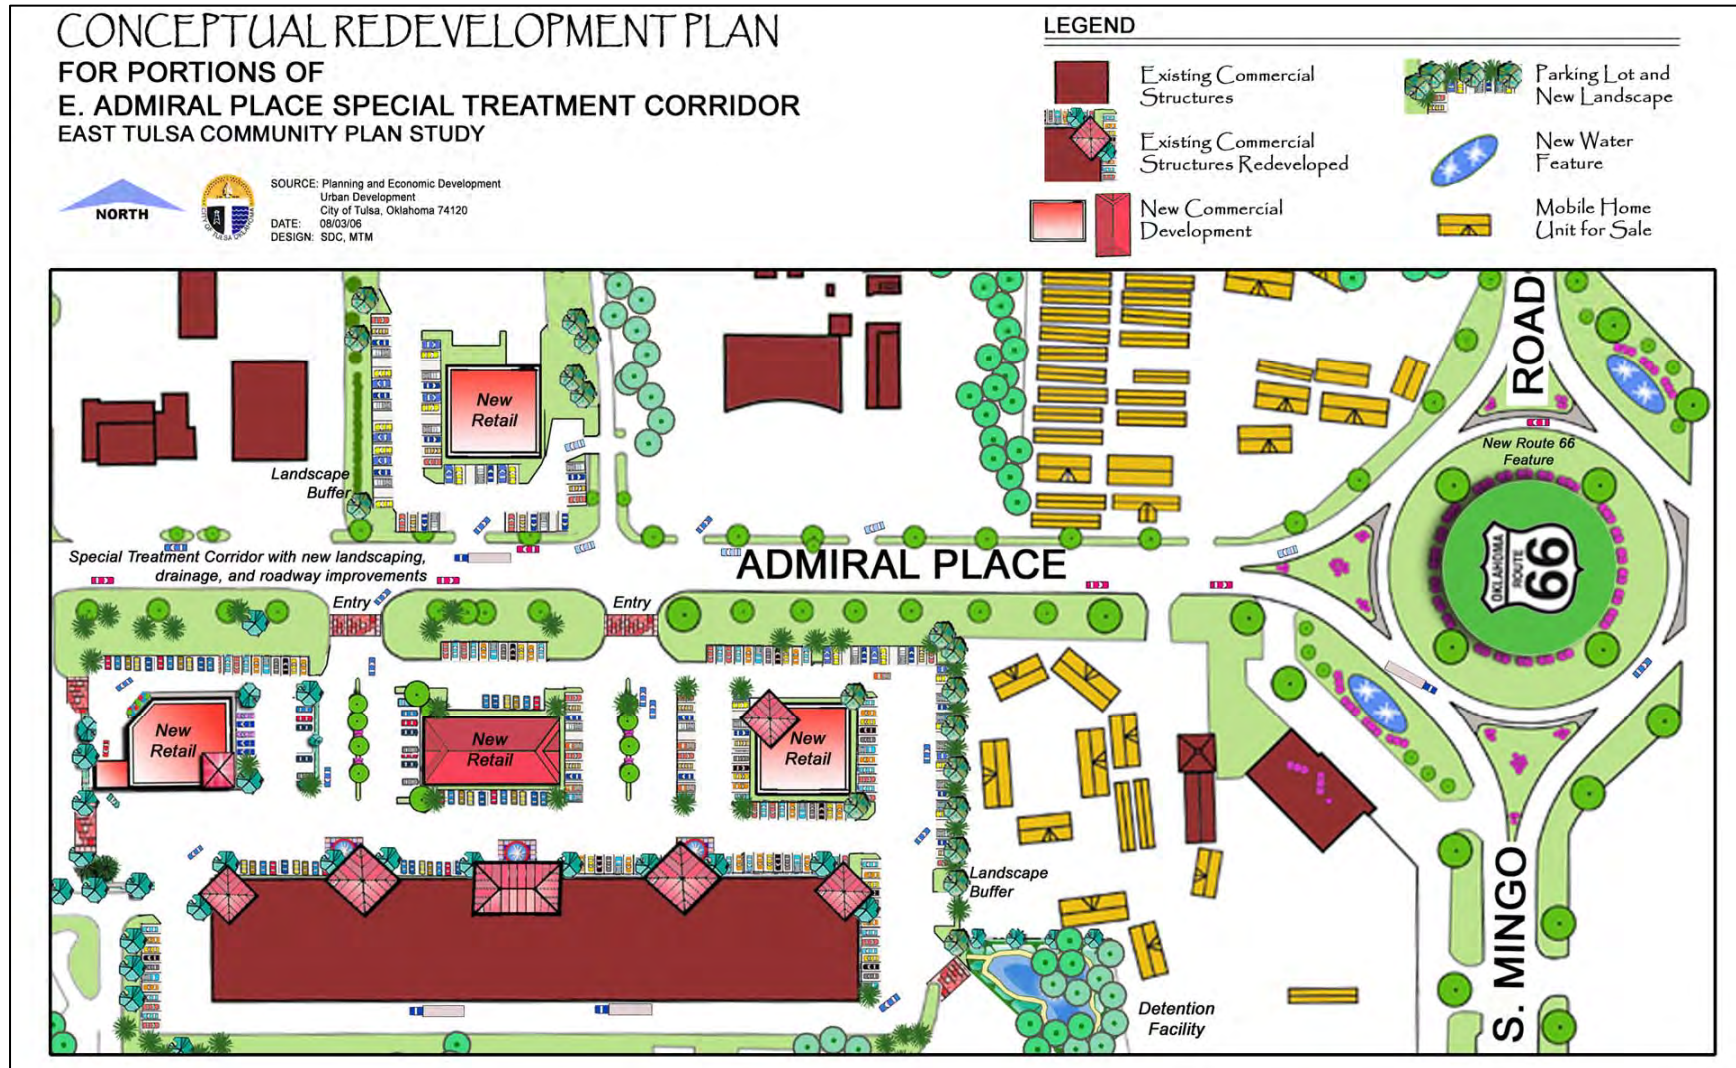 CONCEPTUAL REDEVELOPMENT PLAN
FOR PORTIONS OF
E. ADMIRAL PLACE SPECIAL TREATMENT CORRIDOR
EAST TULSA COMMUNITY PLAN STUDY
NORTH
SOURCE: Planning and Economic Development
Urban Development
City of Tulsa, Oklahoma 74120
DATE: 08/03/06
DESIGN: SDC, MTM
LEGEND
Existing Commercial
Structures
Existing Commercial
Structures Redeveloped
New Commercial
Development
Parking Lot and
New Landscape
New Water
Feature
Mobile Home
Unit for Sale
New
Retail
Landscape
Buffer
ROAD
New Route 66
Feature
OKLAHOMA
ROUTE
66
Special Treatment Corridor with new landscaping,
drainage, and roadway improvements
ADMIRAL PLACE
Entry
Entry
New
Retail
New
Retail
New
Retail
Landscape
Buffer
Detention
Facility
S. MINGO